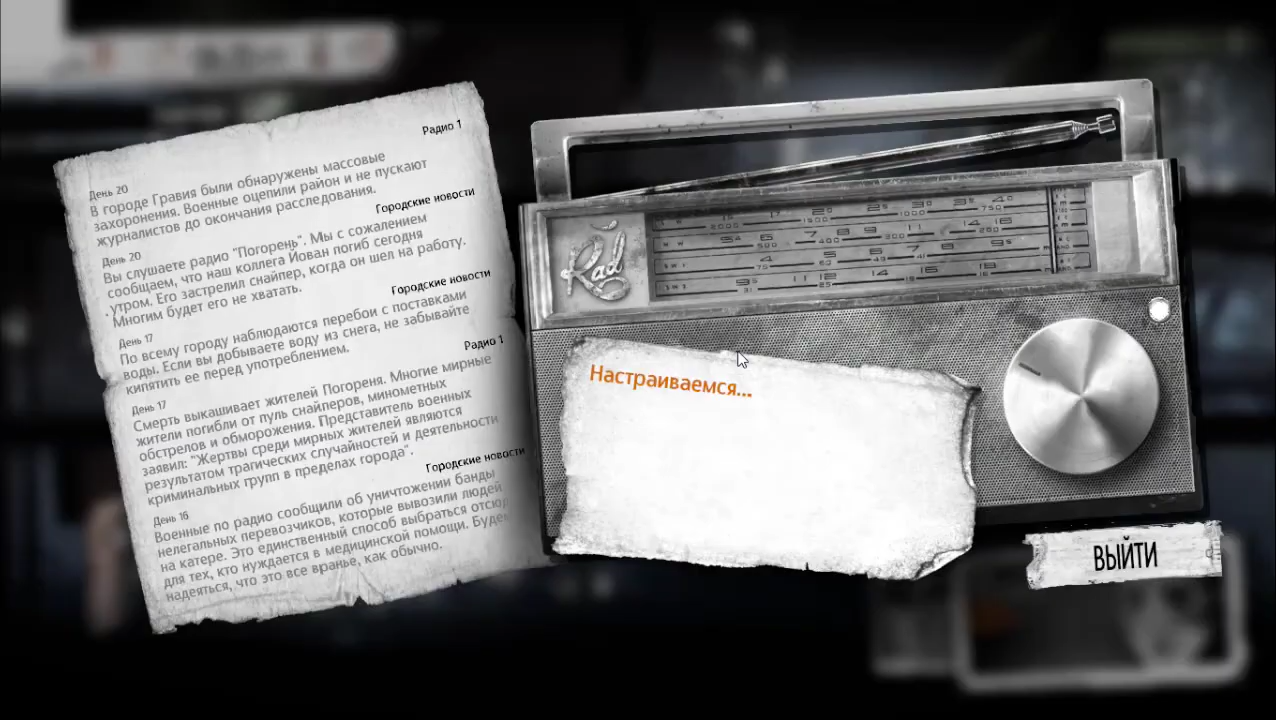 Радио 1
День 20
В городе Гравия были обнаружены массовые
захоронения. Военные оцепили район и не пускают
журналистов до окончания расследования.
Городские новости
День 20
Вы слушаете радио "Погорень". Мы с сожалением
сообщаем, что наш коллега Йован погиб сегодня
утром. Его застрелил снайпер, когда он шел на работу.
Многим будет его не хватать.
Городские новости
День 17
По всему городу наблюдаются перебои с поставками
воды. Если вы добываете воду из снега, не забывайте
кипятить ее перед употреблением.
Радио 1
День 17
Смерть выкашивает жителей Погореня. Многие мирные
жители погибли от пуль снайперов, минометных
обстрелов и обморожения. Представитель военных
заявил: "Жертвы среди мирных жителей являются
результатом трагических случайностей и деятельности
криминальных групп в пределах города".
Городские новости
День 16
Военные по радио сообщили об уничтожении банды
нелегальных перевозчиков, которые вывозили людей
на катере. Это единственный способ выбраться отсюд
для тех, кто нуждается в медицинской помощи. Буде
надеяться, что это все вранье, как обычно.
Rad
Настраиваемся...
ВЫЙТИ